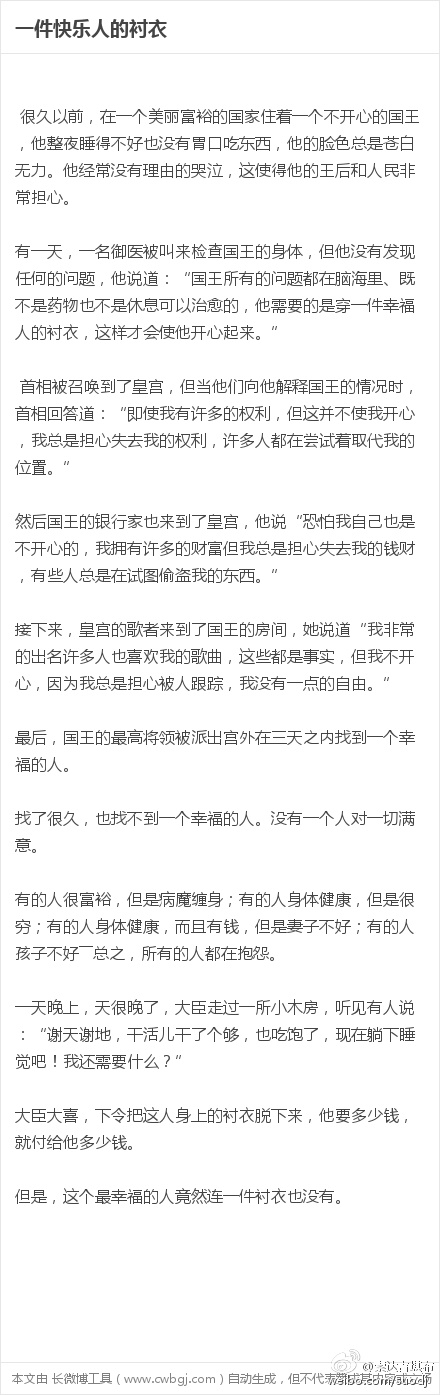 一件快乐人的衬衣
很久以前，在一个美丽富裕的国家住着一个不开心的国王
，他整夜睡得不好也没有胃口吃东西，他的脸色总是苍白
无力。他经常没有理由的哭泣，这使得他的王后和人民非
常担心。
有一天，一名御医被叫来检查国王的身体，但他没有发现
任何的问题，他说道：“国王所有的问题都在脑海里、既
不是药物也不是休息可以治愈的，他需要的是穿一件幸福
人的衬衣，这样才会使他开心起来。”
首相被召唤到了皇宫，但当他们向他解释国王的情况时，
首相回答道：“即使我有许多的权利，但这并不使我开心
，我总是担心失去我的权利，许多人都在尝试着取代我的
位置。”
然后国王的银行家也来到了皇宫，他说“恐怕我自己也是
不开心的，我拥有许多的财富但我总是担心失去我的钱财
，有些人总是在试图偷盗我的东西。”
接下来，皇宫的歌者来到了国王的房间，她说道“我非常
的出名许多人也喜欢我的歌曲，这些都是事实，但我不开
心，因为我总是担心被人跟踪，我没有一点的自由。”
最后，国王的最高将领被派出宫外在三天之内找到一个幸
福的人。
找了很久，也找不到一个幸福的人。没有一个人对一切满
意。
有的人很富裕，但是病魔缠身；有的人身体健康，但是很
穷；有的人身体健康，而且有钱，但是妻子不好；有的人
孩子不好―总之，所有的人都在抱怨。
一天晚上，天很晚了，大臣走过一所小木房，听见有人说
：“谢天谢地，干活儿干了个够，也吃饱了，现在躺下睡
觉吧！我还需要什么？”
大臣大喜，下令把这人身上的衬衣脱下来，他要多少钱，
就付给他多少钱。
但是，这个最幸福的人竟然连一件衬衣也没有。
本文由 长微博工具（www.cwbgj.com）自动生成，但不代表
weibo.com/suodji